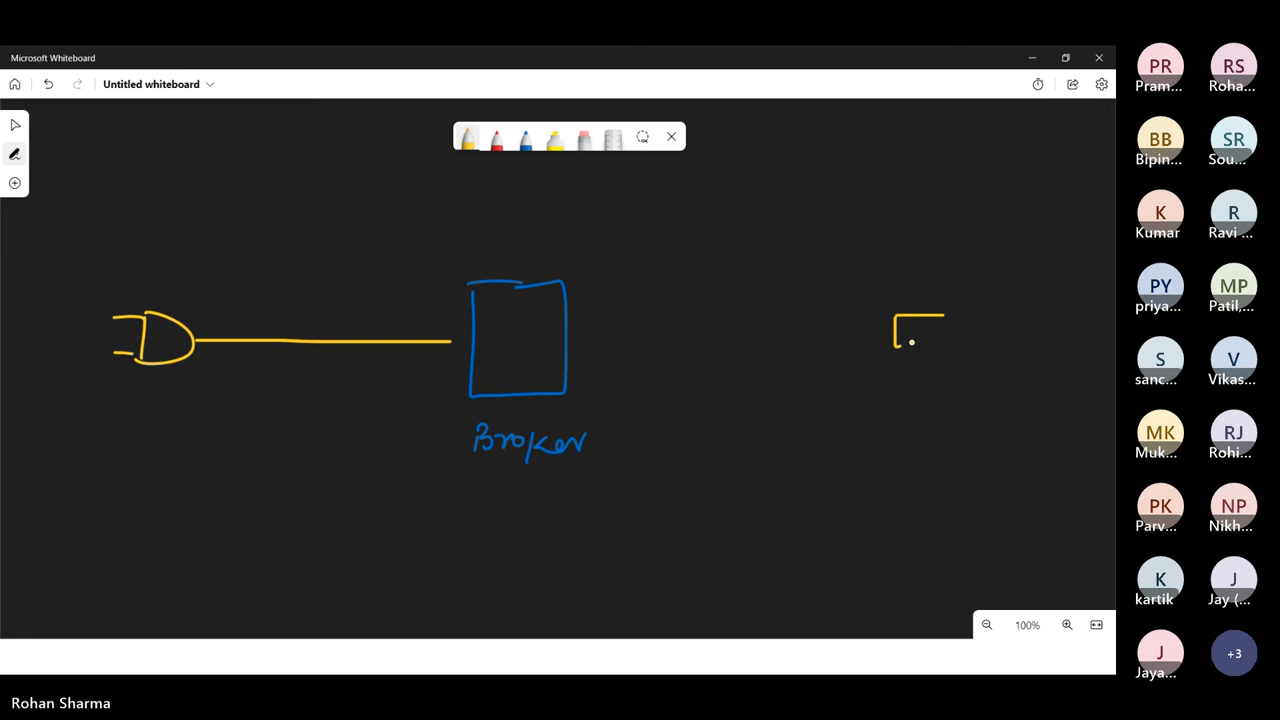 Microsoft Whiteboard
Untitled whiteboard
Broker
100%
PR
Pram...
RS
Roha...
BB
Bipin...
SR
Sou...
K
Kumar
R
Ravi ...
PY
priya...
MP
Patil,...
S
sanc...
V
Vikas...
MK
Muk...
RJ
Rohi...
PK
Parv...
NP
Nikh...
K
kartik
J
Jay (...
J
Jaya...
+3
Rohan Sharma